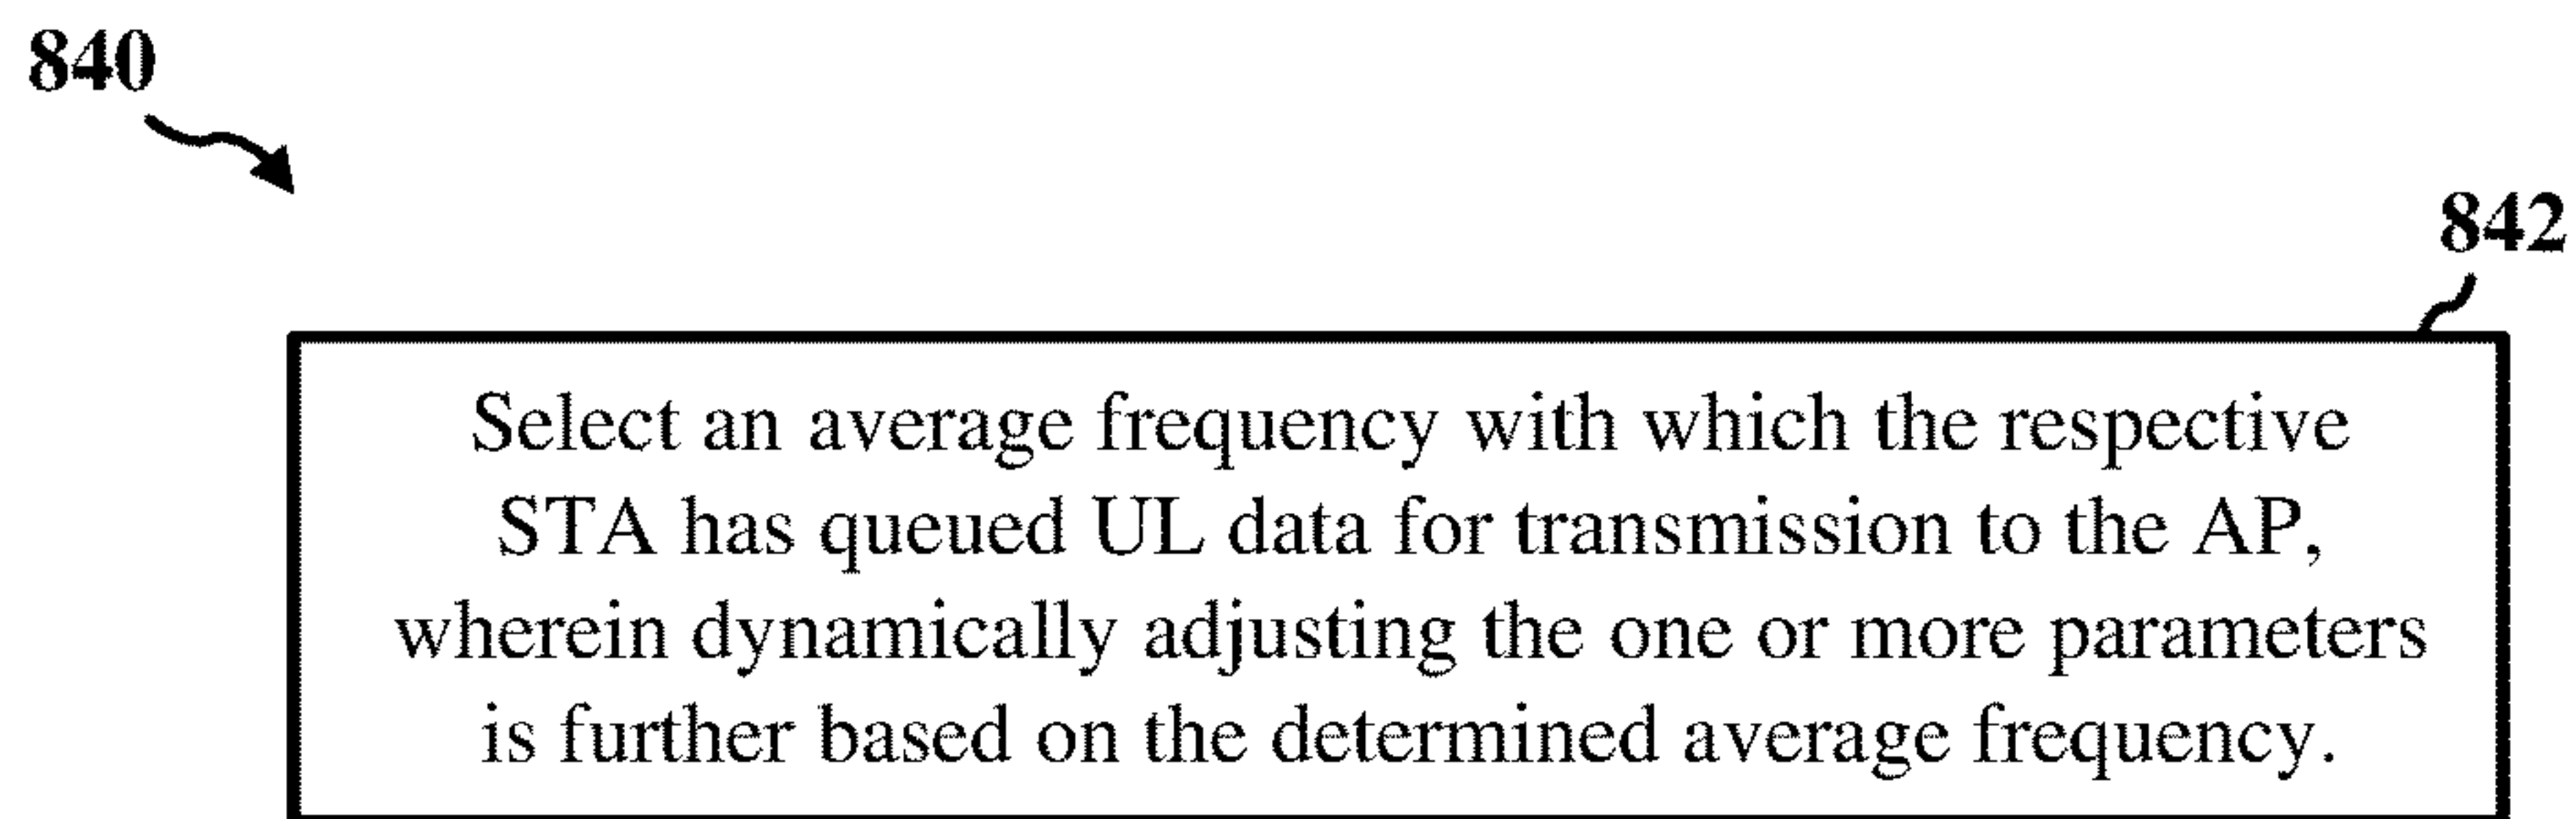 840
842
Select an average frequency with which the respective
STA has queued UL data for transmission to the AP,
wherein dynamically adjusting the one or more parameters
is further based on the determined average frequency.